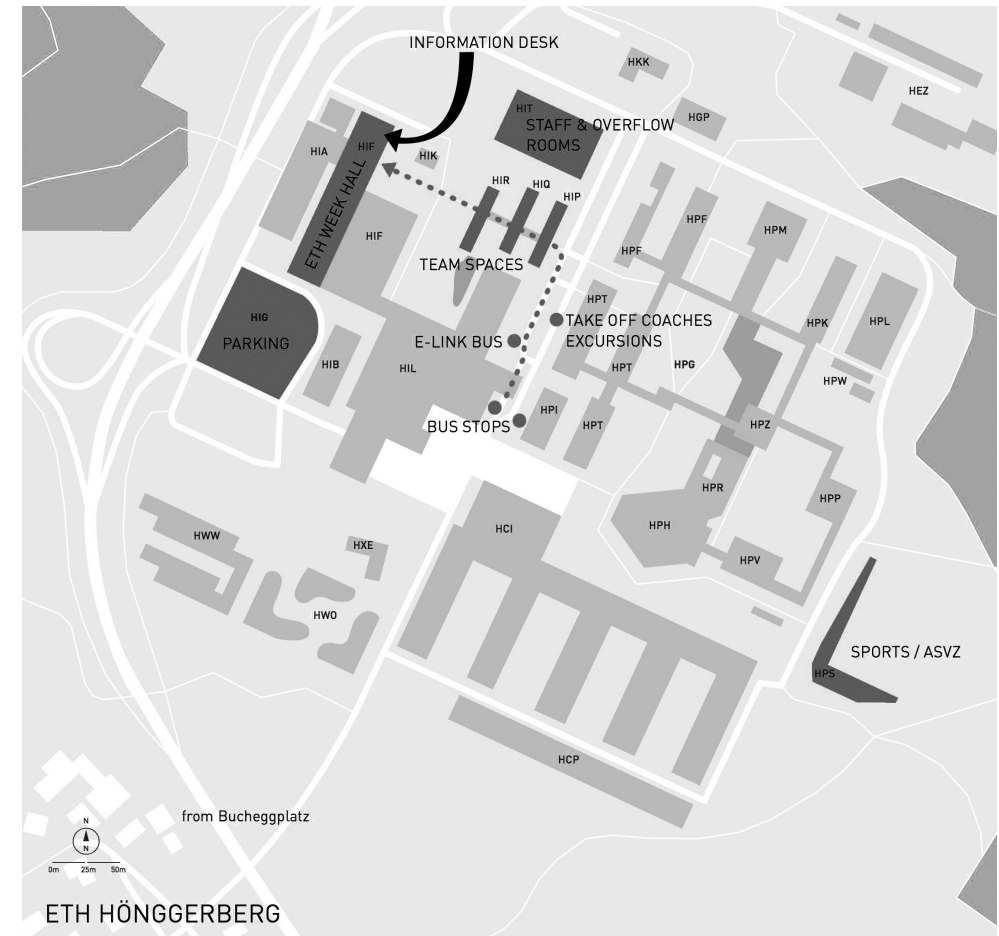 INFORMATION DESK
HKK
HEZ
HIT
STAFF & OVERFLOW
ROOMS
HGP
HIA
HIF
HIK
ETH WEEK HALL
HIR
HIQ
HIP
HIF
HPF
HPF
HPM
TEAM SPACES
HPT
HIG
PARKING
E-LINK BUS
TAKE OFF COACHES
EXCURSIONS
HPK
HPL
HIB
HIL
HPT
HPG
HPW
BUS STOPS
HPI
HPT
HPZ
HPR
HPP
HWW
HXE
HCI
HPH
HPV
HWO
SPORTS / ASVZ
HPS
HCP
from Bucheggplatz
N
N
0m 25m 50m
ETH HÖNGGERBERG